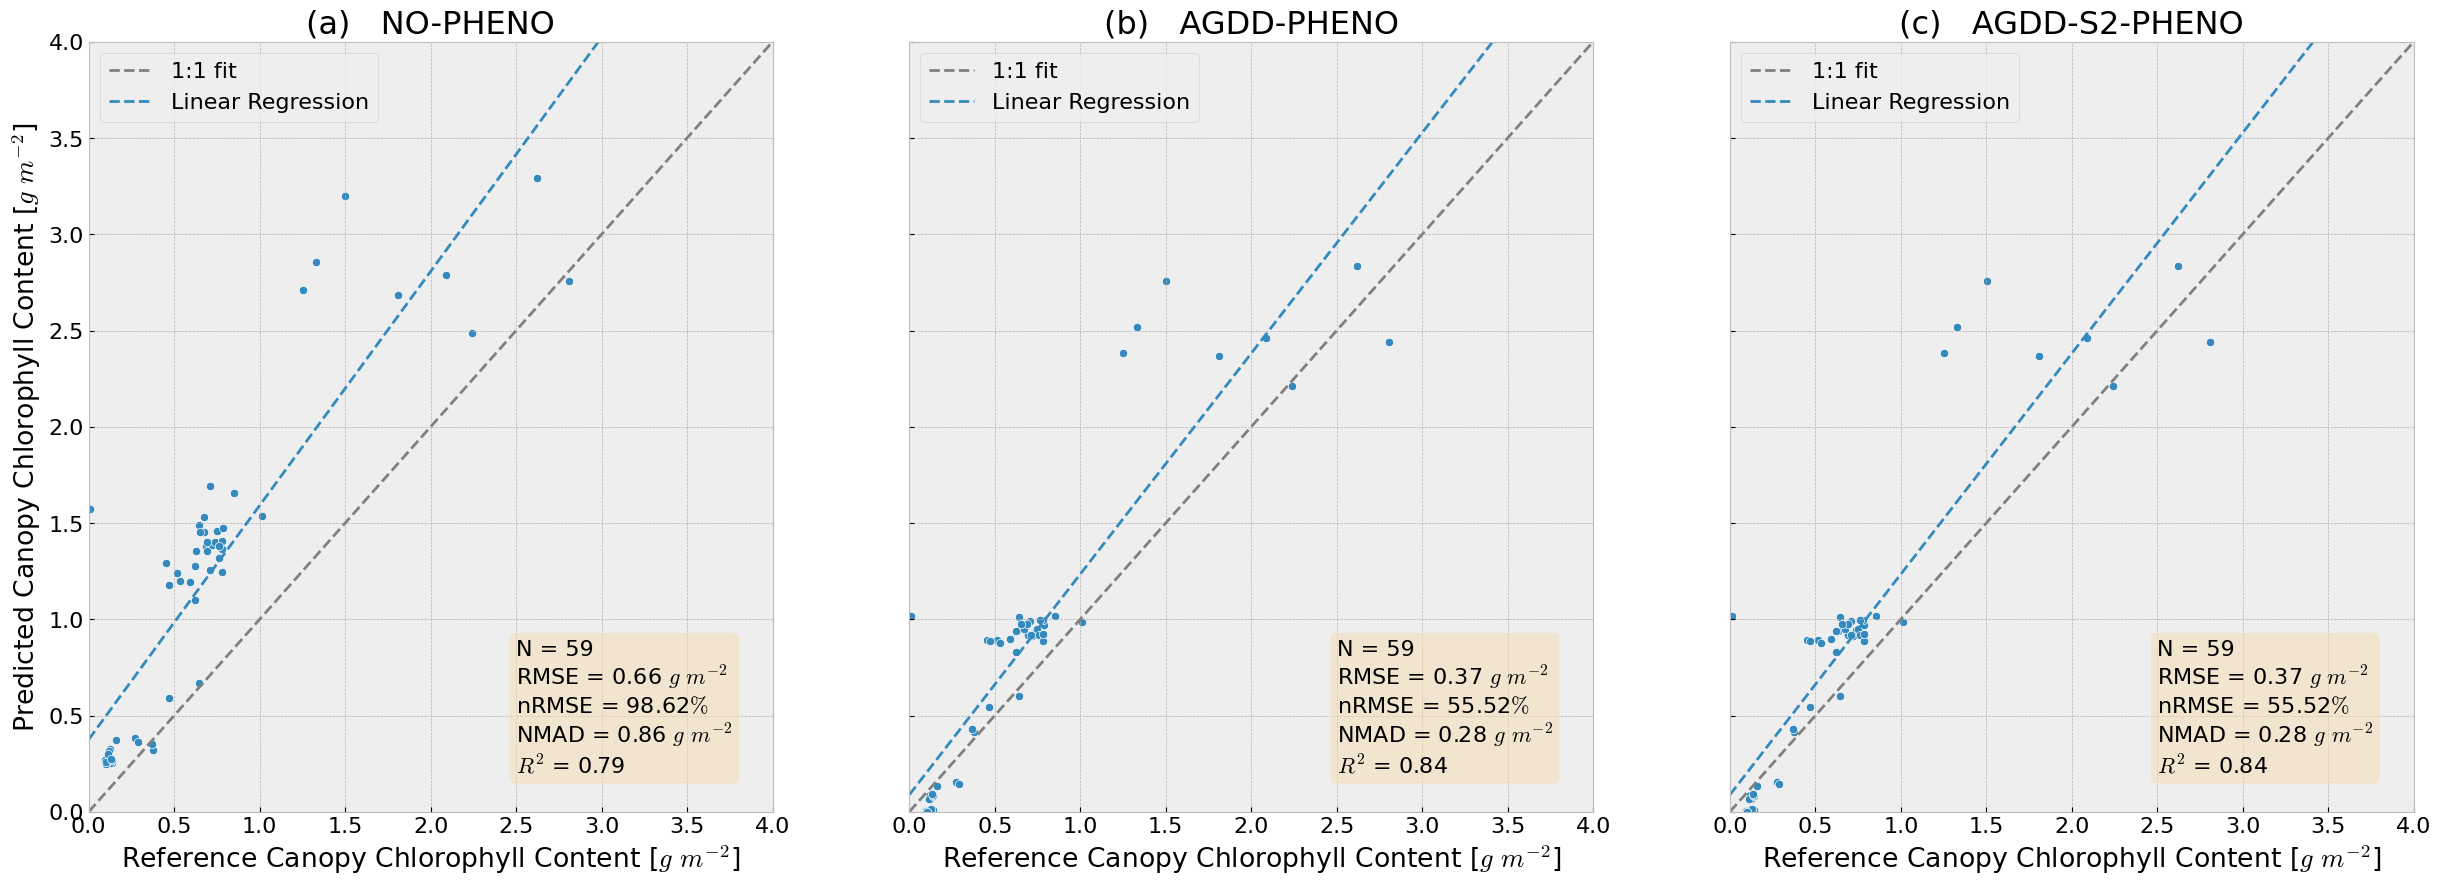 (a) NO-PHENO
(b) AGDD-PHENO
(c) AGDD-S2-PHENO
Predicted Canopy Chlorophyll Content [g m⁻²]
4.0
3.5
3.0
2.5
2.0
1.5
1.0
0.5
0.0
1:1 fit
Linear Regression
N = 59
RMSE = 0.66 g m⁻²
nRMSE = 98.62%
NMAD = 0.86 g m⁻²
R² = 0.79
0.0 0.5 1.0 1.5 2.0 2.5 3.0 3.5 4.0
Reference Canopy Chlorophyll Content [g m⁻²]
1:1 fit
Linear Regression
N = 59
RMSE = 0.37 g m⁻²
nRMSE = 55.52%
NMAD = 0.28 g m⁻²
R² = 0.84
0.0 0.5 1.0 1.5 2.0 2.5 3.0 3.5 4.0
Reference Canopy Chlorophyll Content [g m⁻²]
1:1 fit
Linear Regression
N = 59
RMSE = 0.37 g m⁻²
nRMSE = 55.52%
NMAD = 0.28 g m⁻²
R² = 0.84
0.0 0.5 1.0 1.5 2.0 2.5 3.0 3.5 4.0
Reference Canopy Chlorophyll Content [g m⁻²]